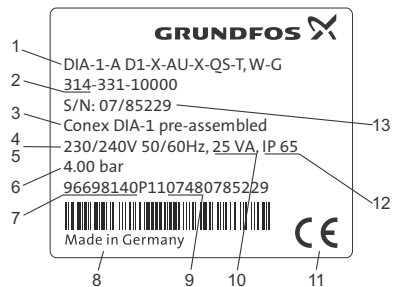 GRUNDFOS
1
DIA-1-A D1-X-AU-X-QS-T, W-G
2
314-331-10000
S/N: 07/85229
13
3
Conex DIA-1 pre-assembled
4
5
230/240V 50/60Hz, 25 VA, IP 65
6
4.00 bar
12
7
96698140P1107480785229
Made in Germany
CE
8
9
10
11